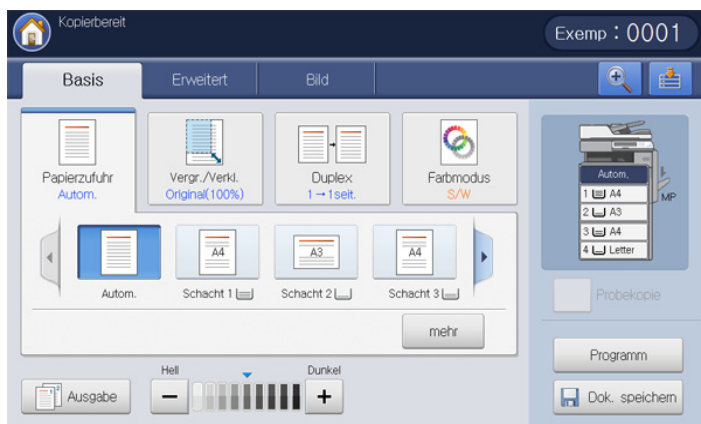 Kopierbereit
Exemp : 0001
Basis
Erweitert
Bild
Papierzufuhr
Autom.
Vergr./Verkl.
Original(100%)
Duplex
1 → 1seit.
Farbmodus
S/W
A4
A3
A4
Autom.
Schacht 1
Schacht 2
Schacht 3
mehr
Autom.
1 A4
2 A3
3 A4
4 Letter
MP
Probekopie
Programm
Dok. speichern
Ausgabe
Hell
Dunkel